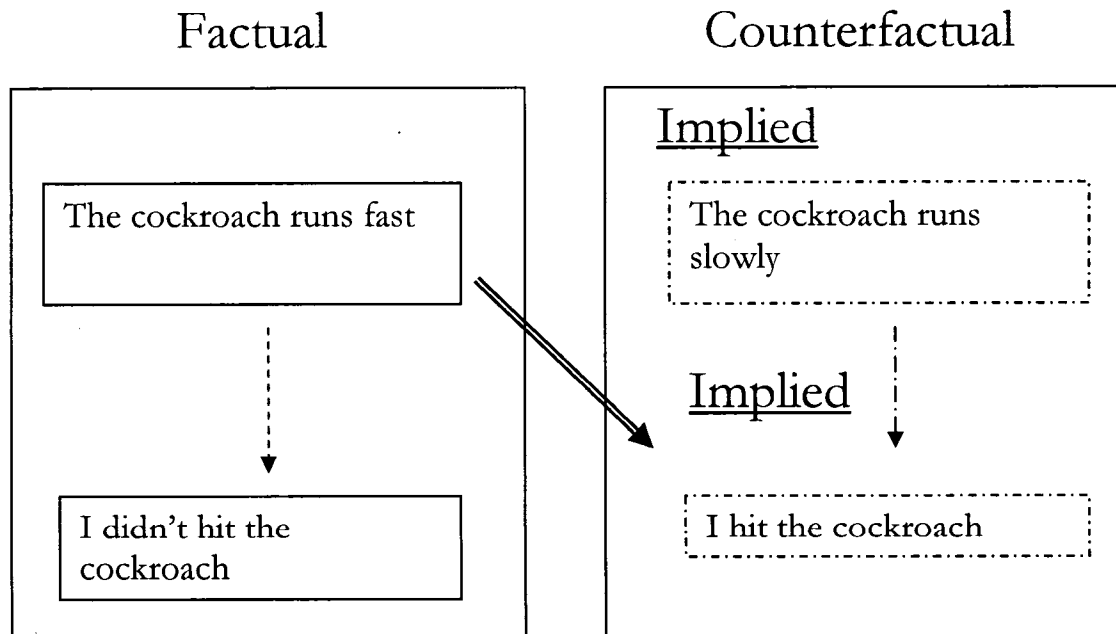 Factual
Counterfactual
Implied
The cockroach runs fast
The cockroach runs
slowly
Implied
I didn't hit the
cockroach
I hit the cockroach